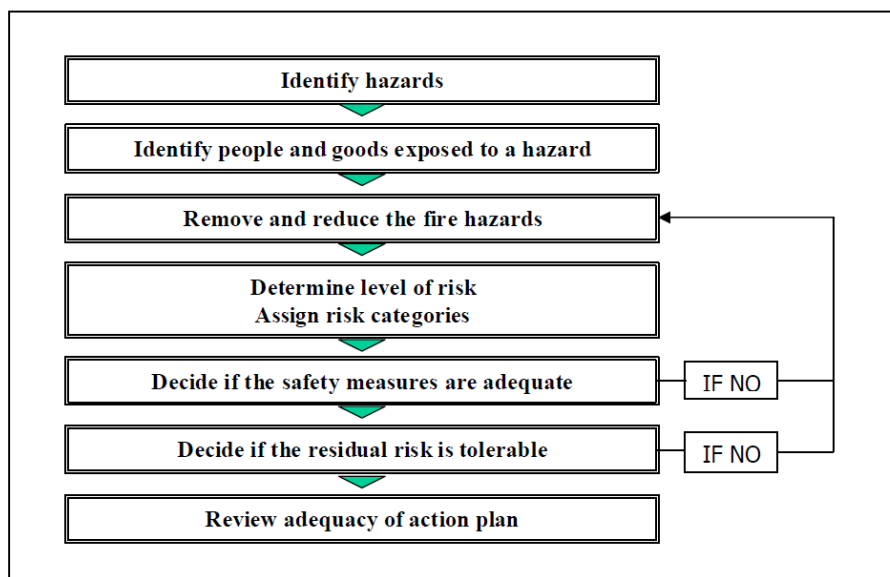 Identify hazards
Identify people and goods exposed to a hazard
Remove and reduce the fire hazards
Determine level of risk
Assign risk categories
Decide if the safety measures are adequate
IF NO
Decide if the residual risk is tolerable
IF NO
Review adequacy of action plan